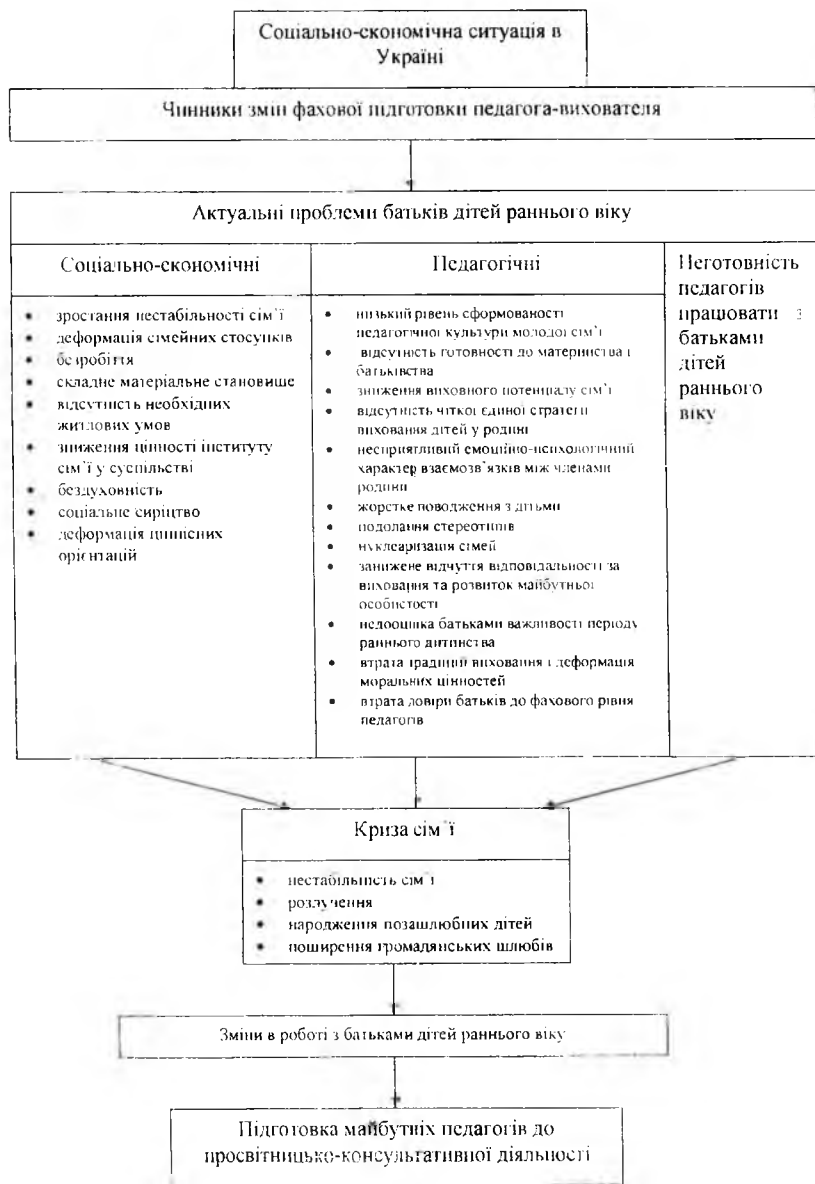 Соціально-економічна ситуація в
Україні
Чинники змін фахової підготовки педагога-вихователя
Актуальні проблеми батьків дітей раннього віку
Соціально-економічні
зростання нестабільності сім´ї
деформація сімейних стосунків
безробіття
складне матеріальне становище
відсутність необхідних
житлових умов
зниження цінності інституту
сім´ї у суспільстві
бездуховність
соціальне сирітство
деформація ціннісних
орієнтацій
Педагогічні
низький рівень сформованості
педагогічної культури молодої сім´ї
відсутність готовності до материнства і
батьківства
зниження виховного потенціалу сім´ї
відсутність чіткої єдиної стратегії
виховання дітей у родині
несприятливий емоційно-психологічний
характер взаємозв´язків між членами
родини
жорстке поводження з дітьми
подолання стереотипів
нуклеаризація сімей
занижене відчуття відповідальності за
виховання та розвиток майбутньої
особистості
недооцінка батьками важливості періоду
раннього дитинства
втрата традицій виховання і деформація
моральних цінностей
втрата довіри батьків до фахового рівня
педагогів
Неготовність
педагогів
працювати з
батьками
дітей
раннього
віку
Криза сім´ї
нестабільність сім´ї
розлучення
народження позашлюбних дітей
поширення громадянських шлюбів
Зміни в роботі з батьками дітей раннього віку
Підготовка майбутніх педагогів до
просвітницько-консультативної діяльності